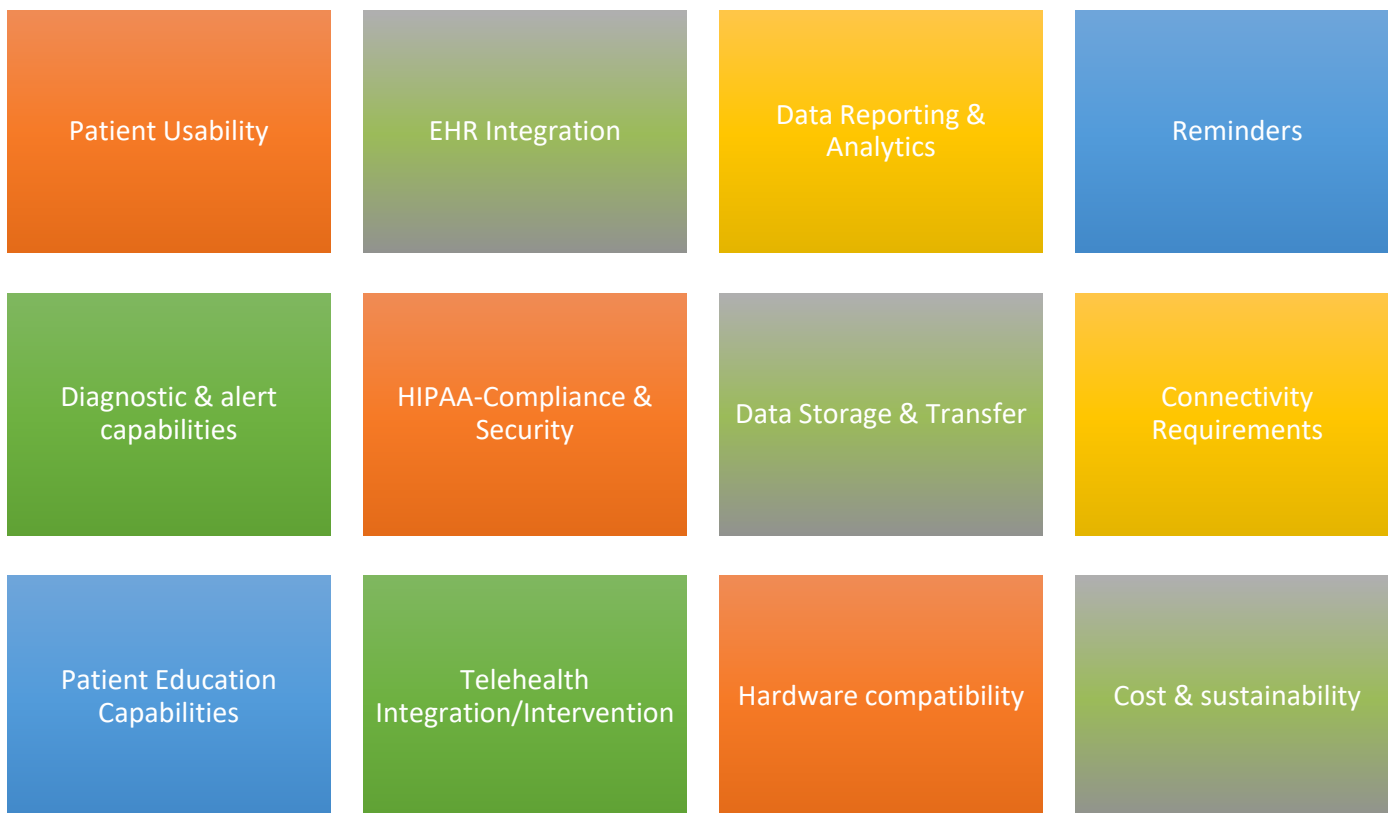 Patient Usability
EHR Integration
Data Reporting &
Analytics
Reminders
Diagnostic & alert
capabilities
HIPAA-Compliance &
Security
Data Storage & Transfer
Connectivity
Requirements
Patient Education
Capabilities
Telehealth
Integration/Intervention
Hardware compatibility
Cost & sustainability